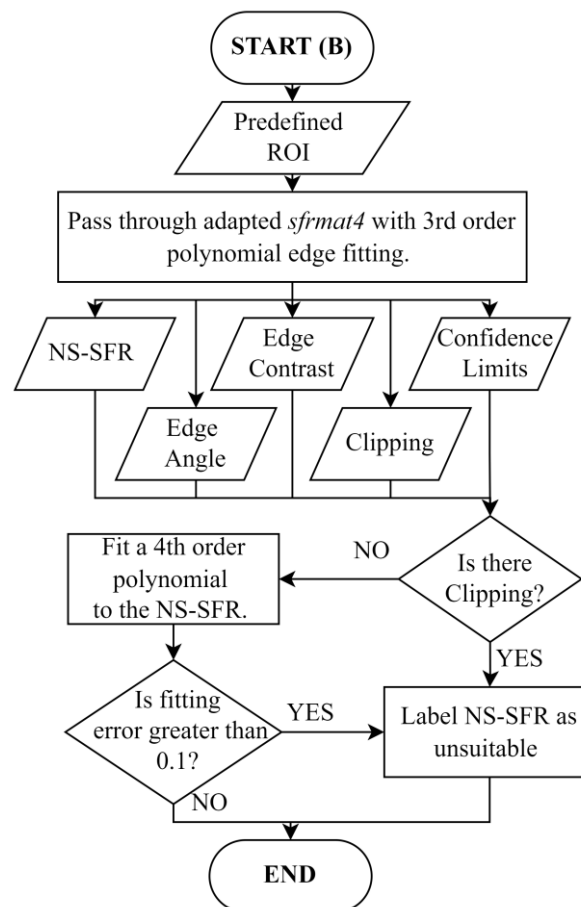 START (B)
Predefined
ROI
Pass through adapted sfrmat4 with 3rd order
polynomial edge fitting.
NS-SFR
Edge
Contrast
Confidence
Limits
Edge
Angle
Clipping
Is there
Clipping?
NO
YES
Fit a 4th order
polynomial
to the NS-SFR.
Is fitting
error greater than
0.1?
YES
NO
Label NS-SFR as
unsuitable
END